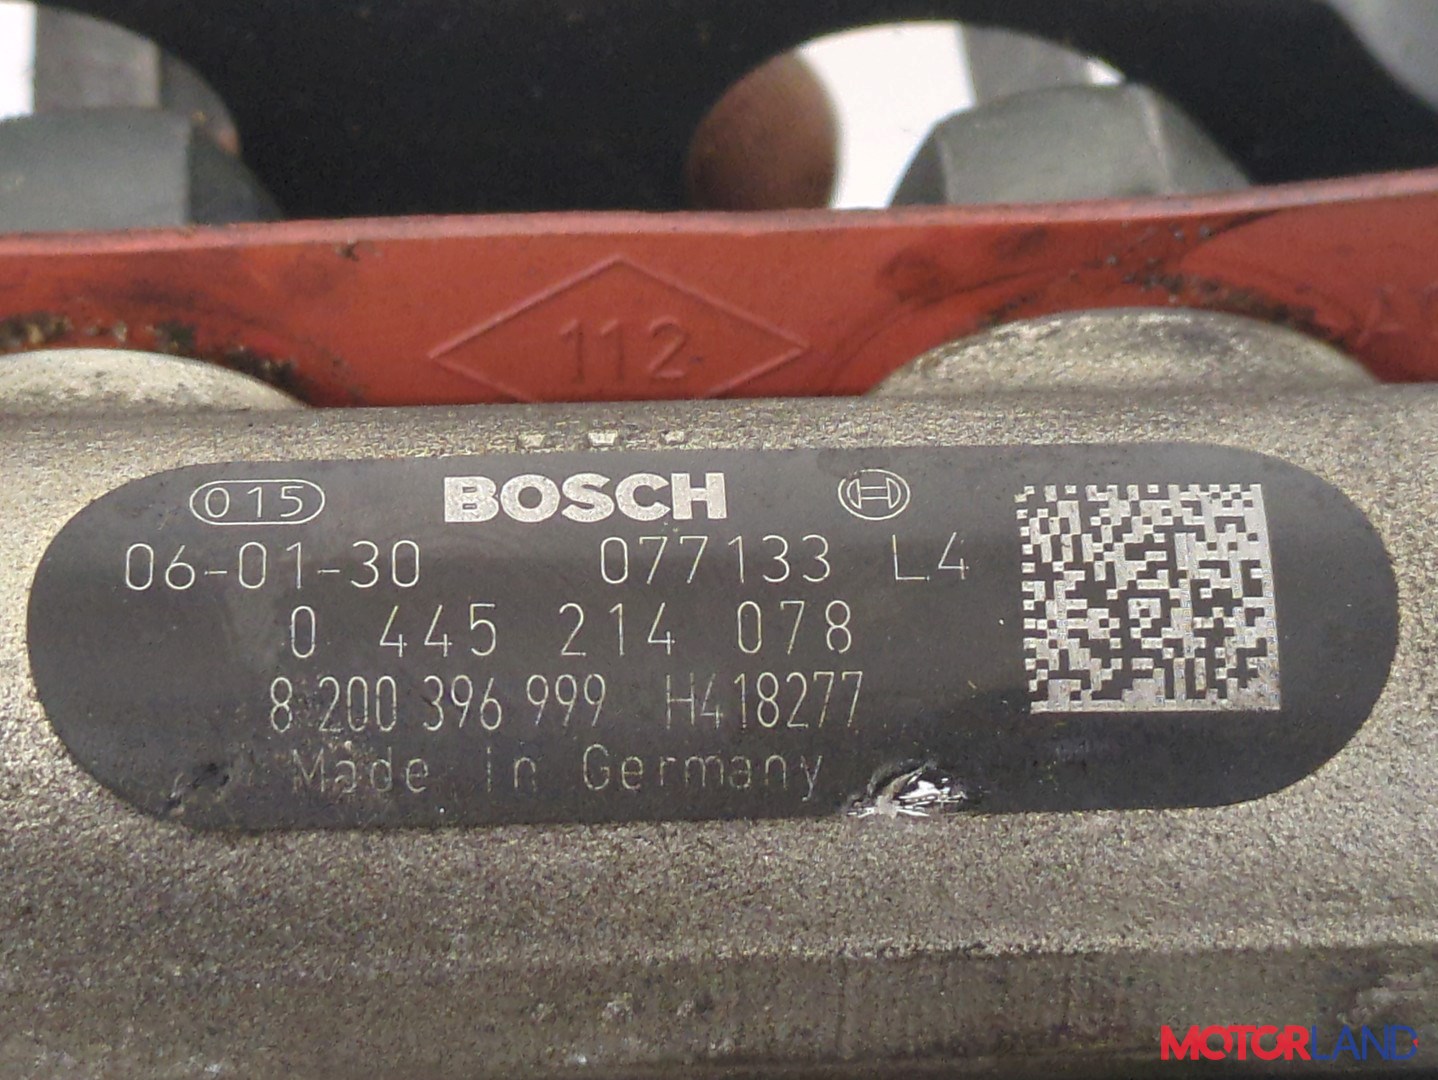 112
015 BOSCH
06-01-30 077133 L4
0 445 214 078
8 200 396 999 H418277
Made in Germany
MOTORLAND